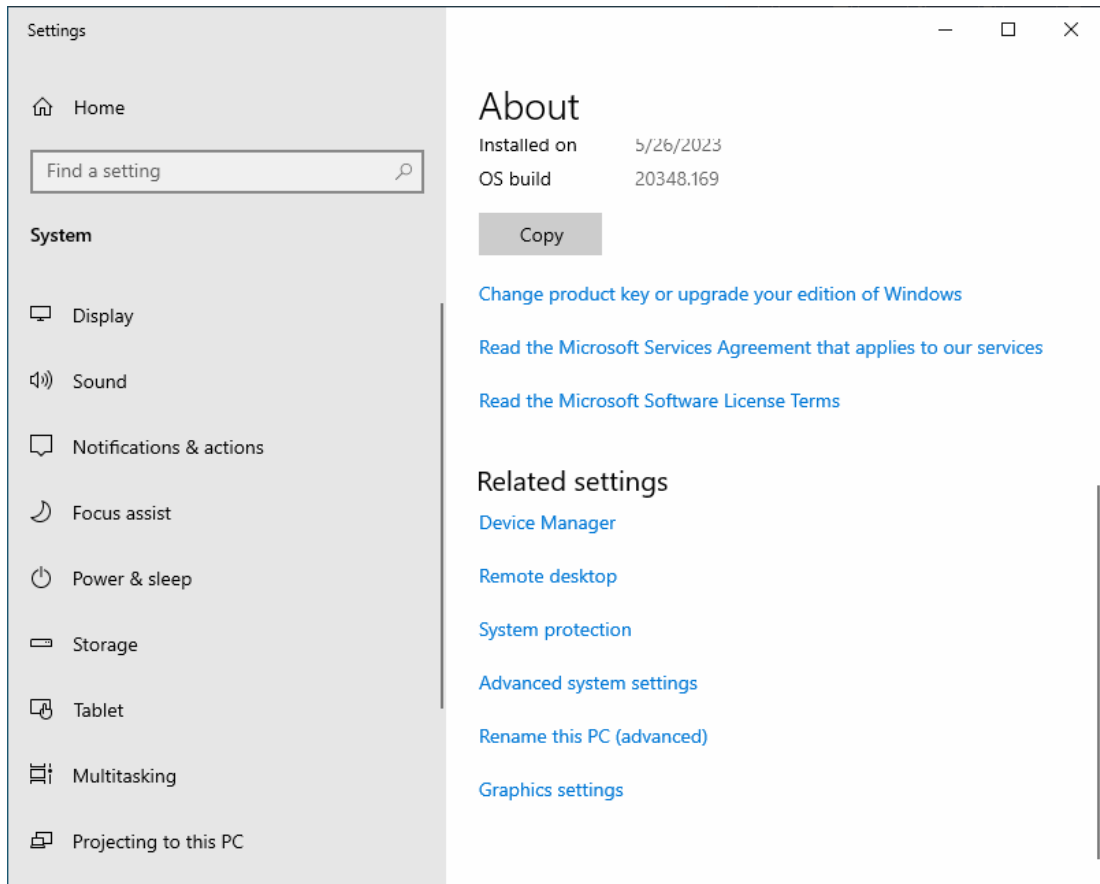 Settings
Home
Find a setting
System
Display
Sound
Notifications & actions
Focus assist
Power & sleep
Storage
Tablet
Multitasking
Projecting to this PC
About
Installed on 5/26/2023
OS build 20348.169
Copy
Change product key or upgrade your edition of Windows
Read the Microsoft Services Agreement that applies to our services
Read the Microsoft Software License Terms
Related settings
Device Manager
Remote desktop
System protection
Advanced system settings
Rename this PC (advanced)
Graphics settings